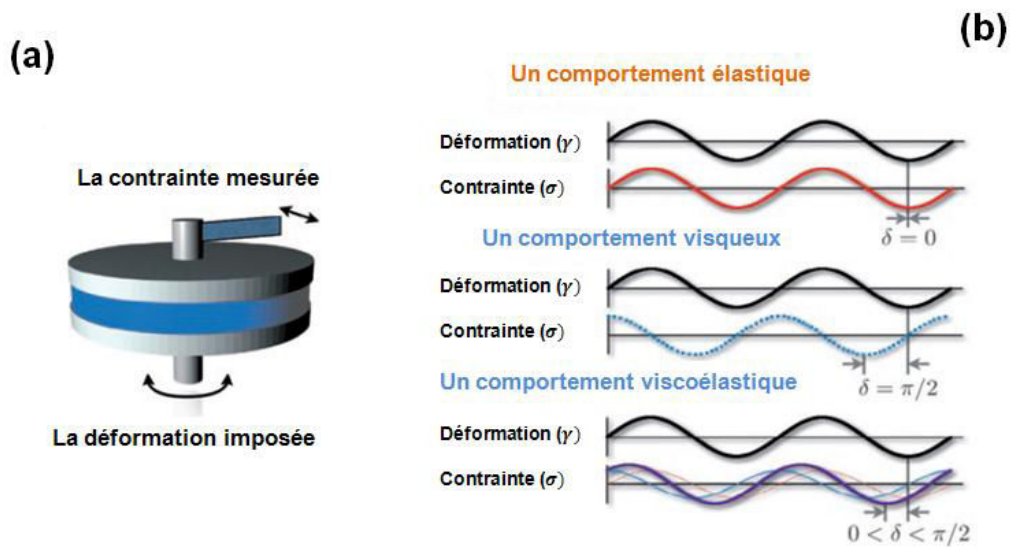 (a)
La contrainte mesurée
La déformation imposée
(b)
Un comportement élastique
Déformation (γ)
Contrainte (σ)
δ = 0
Un comportement visqueux
Déformation (γ)
Contrainte (σ)
δ = π/2
Un comportement viscoélastique
Déformation (γ)
Contrainte (σ)
0 < δ < π/2